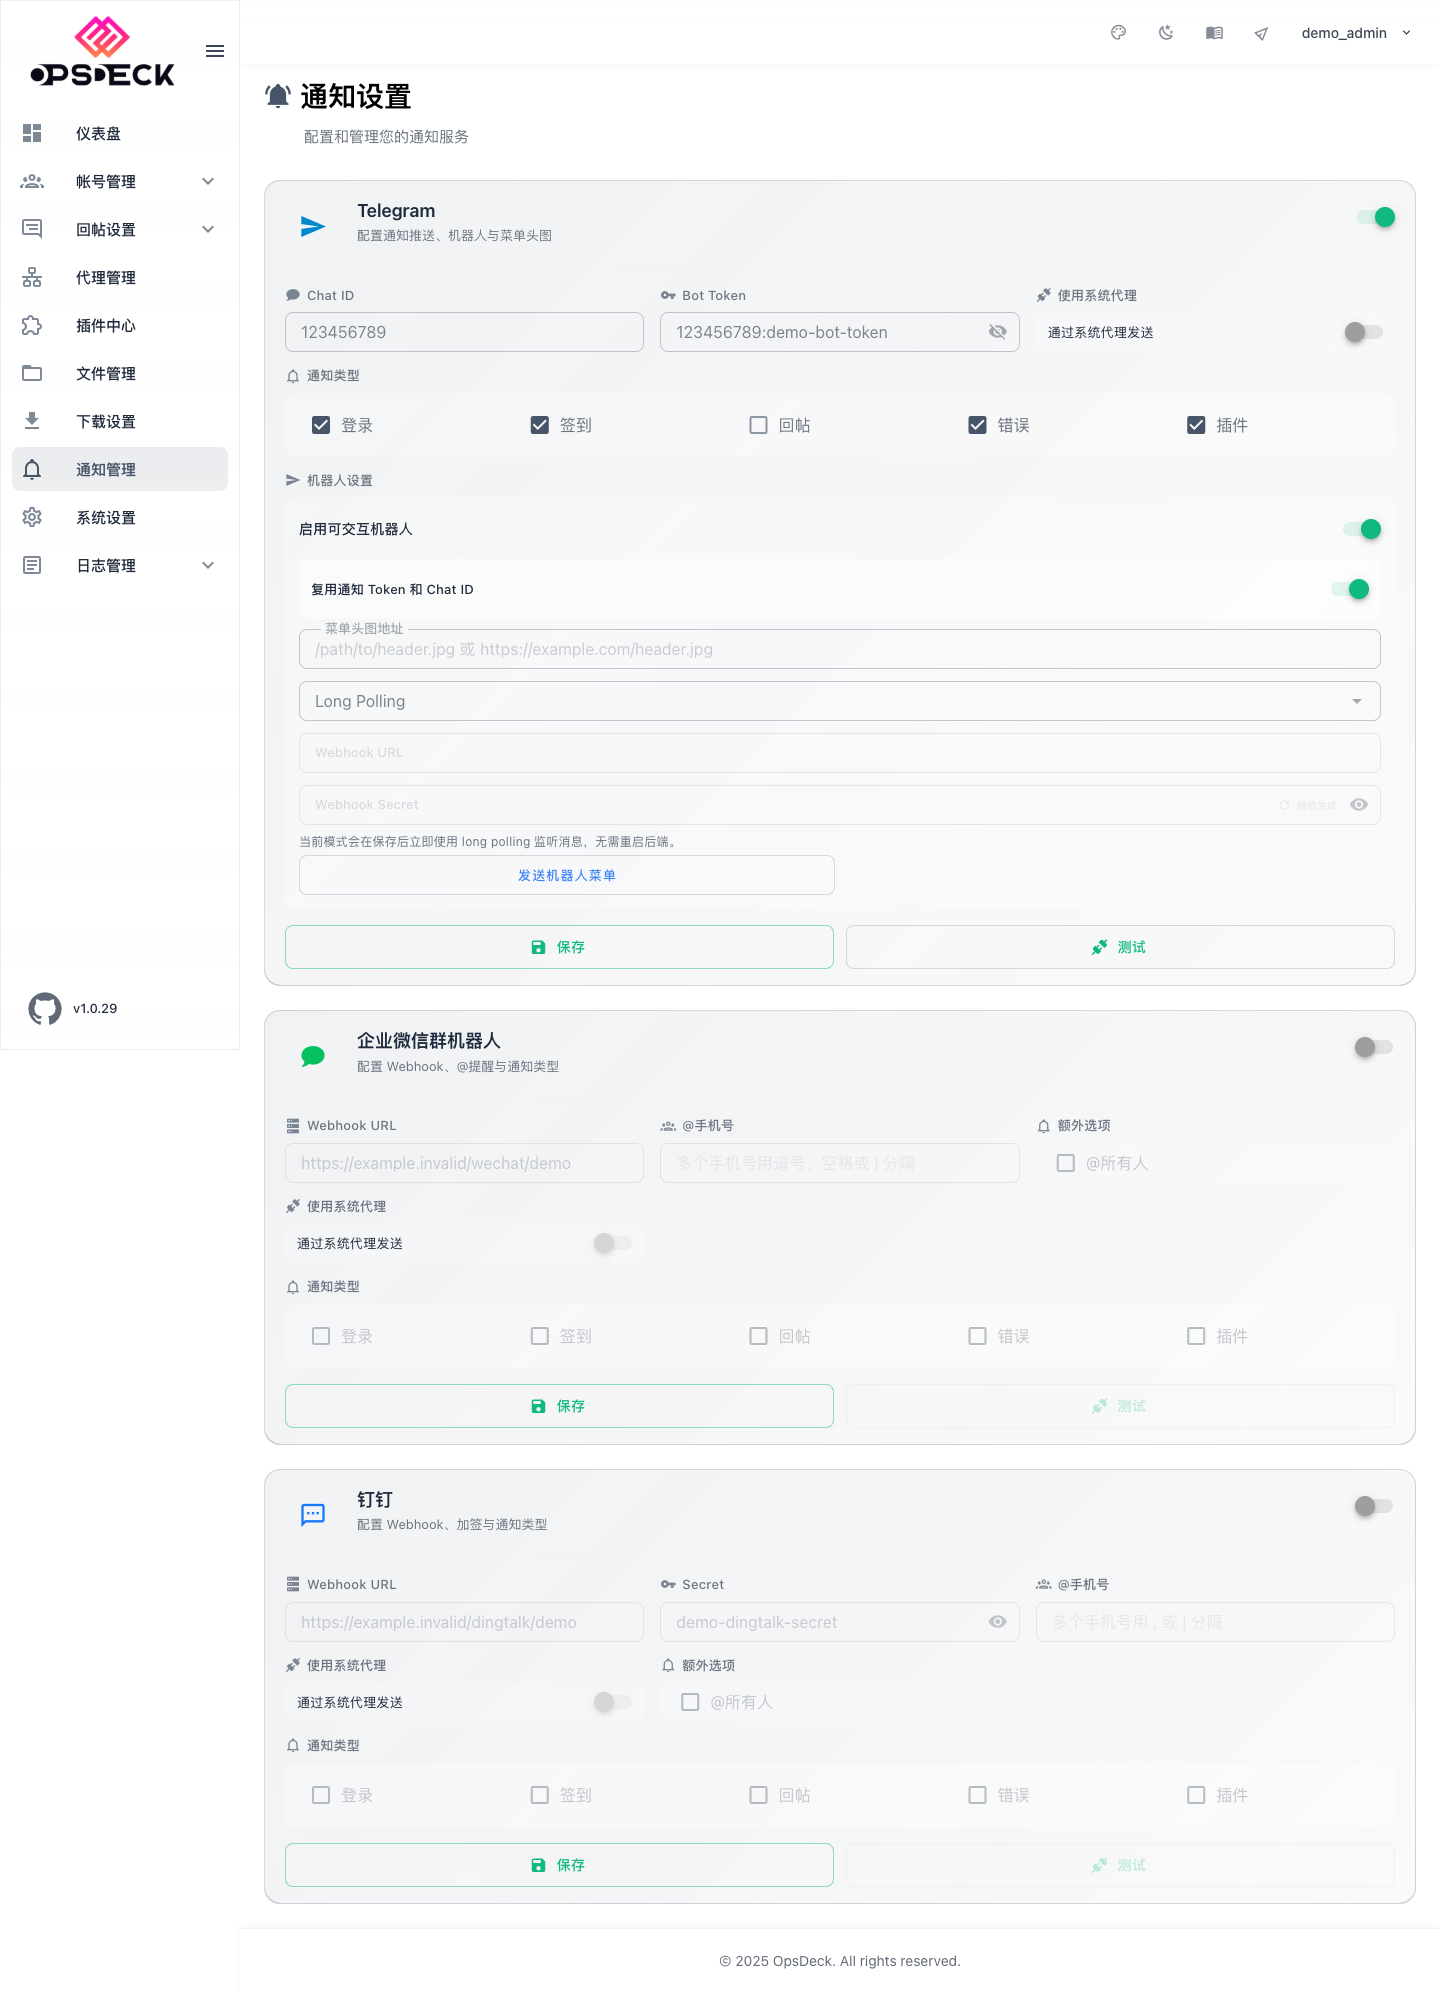 OPSDECK
仪表盘
帐号管理
回帖设置
代理管理
插件中心
文件管理
下载设置
通知管理
系统设置
日志管理
v1.0.29
demo_admin
通知设置
配置和管理您的通知服务
Telegram
配置通知推送、机器人与菜单头图
Chat ID
Bot Token
使用系统代理
123456789
123456789:demo-bot-token
通过系统代理发送
通知类型
登录
签到
回帖
错误
插件
机器人设置
启用可交互机器人
复用通知 Token 和 Chat ID
菜单头图地址
/path/to/header.jpg 或 https://example.com/header.jpg
Long Polling
Webhook URL
Webhook Secret
随机生成
当前模式会在保存后立即使用 long polling 监听消息，无需重启后端。
发送机器人菜单
保存
测试
企业微信群机器人
配置 Webhook、@提醒与通知类型
Webhook URL
@手机号
额外选项
https://example.invalid/wechat/demo
多个手机号用逗号、空格或 | 分隔
@所有人
使用系统代理
通过系统代理发送
通知类型
登录
签到
回帖
错误
插件
保存
测试
钉钉
配置 Webhook、加签与通知类型
Webhook URL
Secret
@手机号
https://example.invalid/dingtalk/demo
demo-dingtalk-secret
多个手机号用 , 或 | 分隔
使用系统代理
额外选项
通过系统代理发送
@所有人
通知类型
登录
签到
回帖
错误
插件
保存
测试
© 2025 OpsDeck. All rights reserved.